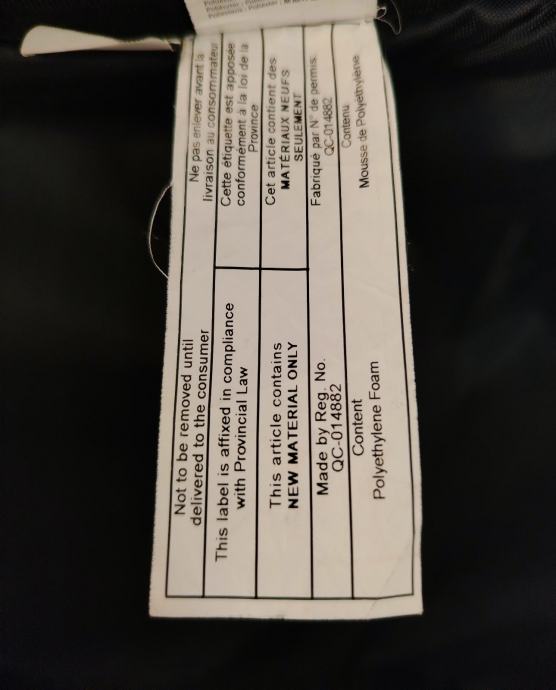 Polyester - Polyester
Not to be removed until
delivered to the consumer
Ne pas enlever avant la
livraison au consommateur
This label is affixed in compliance
with Provincial Law
Cette étiquette est apposée
conformément à la loi de la
Province
This article contains
NEW MATERIAL ONLY
Cet article contient des
MATÉRIAUX NEUFS
SEULEMENT
Made by Reg. No.
QC-014882
Fabriqué par N° de permis:
QC-014882
Content
Polyethylene Foam
Contenu
Mousse de Polyéthylène